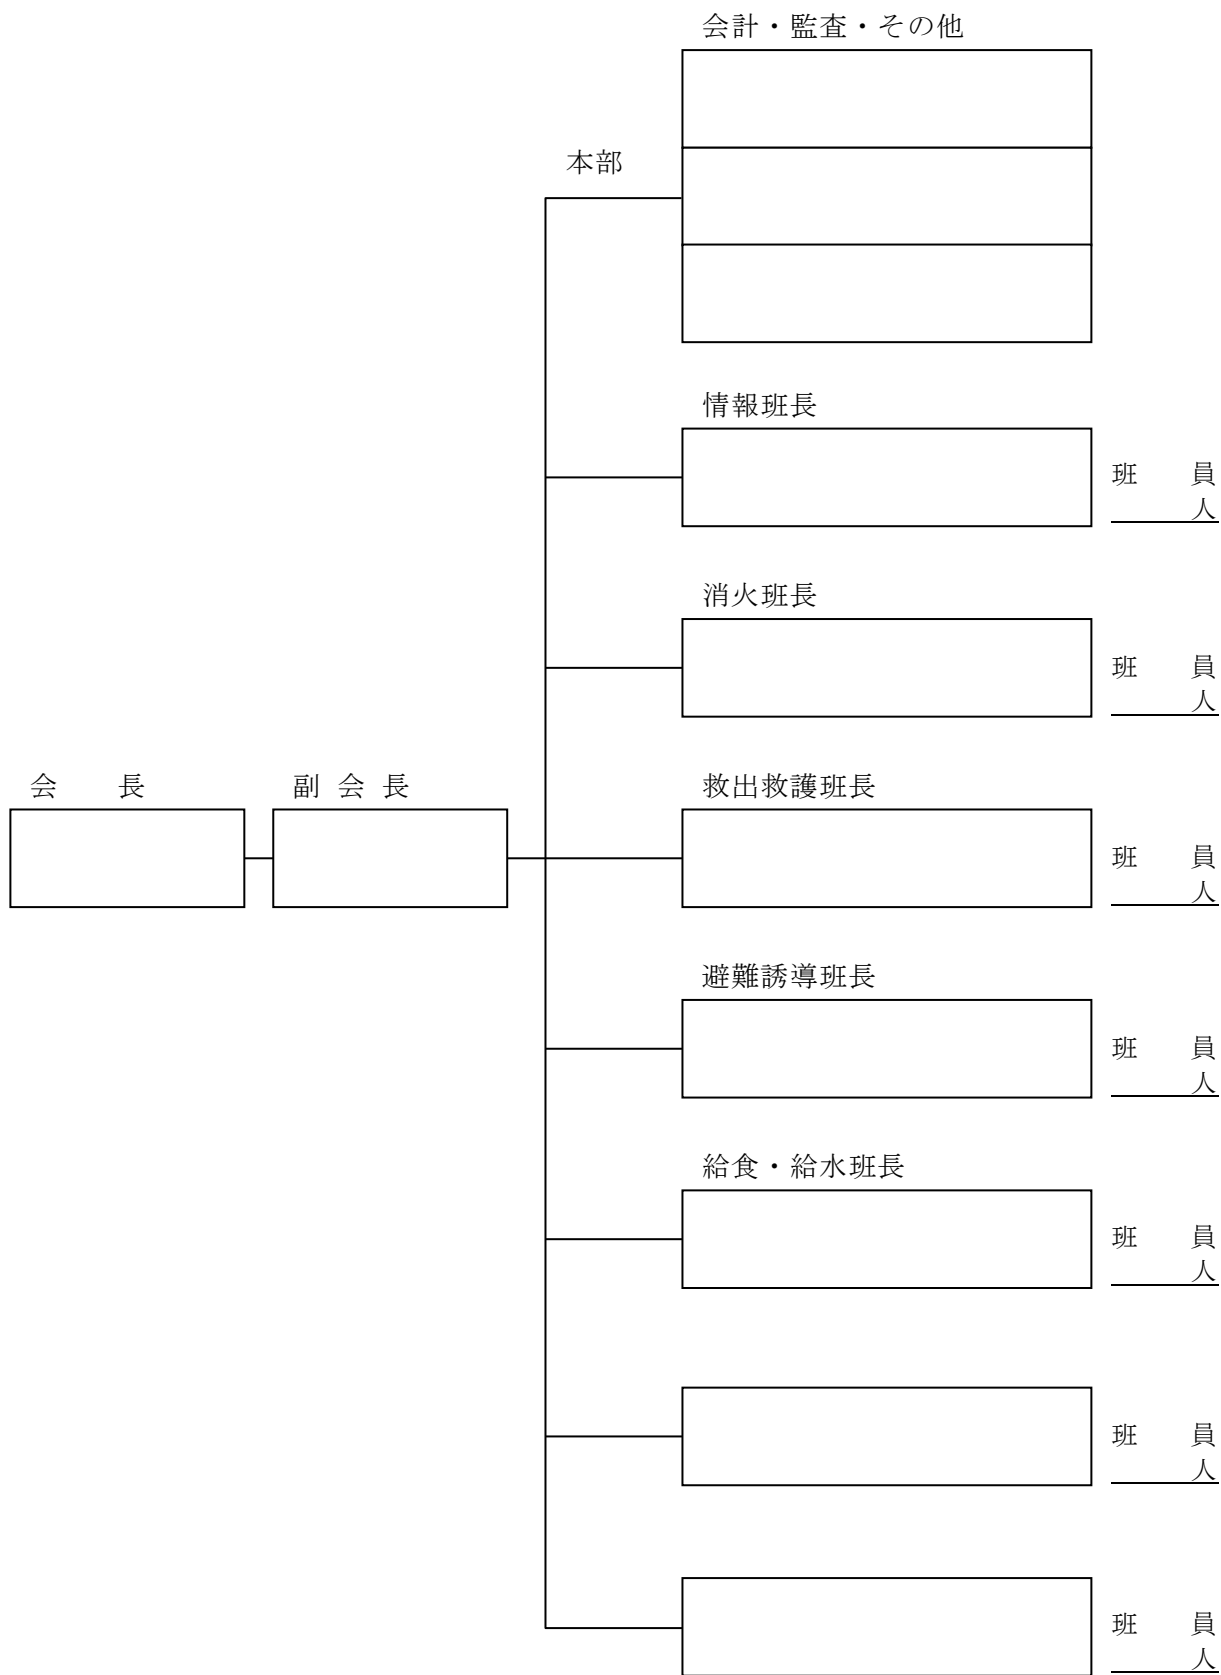 会計・監査・その他
本部
情報班長
班　員
人
消火班長
班　員
人
会　長
副会長
救出救護班長
班　員
人
避難誘導班長
班　員
人
給食・給水班長
班　員
人
班　員
人
班　員
人